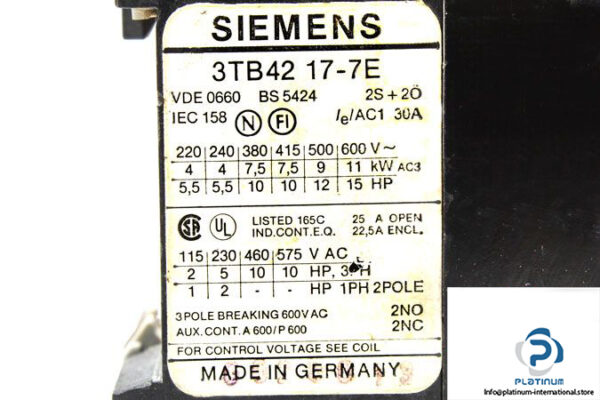 SIEMENS
3TB42 17-7E
VDE 0660 BS 5424 2S+2Ö
IEC 158 N FI Ie/AC1 30A
220 240 380 415 500 600 V~
4 4 7,5 7,5 9 11 kW AC3
5,5 5,5 10 10 12 15 HP
SA UL LISTED 165C 25 A OPEN
IND.CONT.EQ. 22,5A ENCL.
115 230 460 575 V AC
2 5 10 10 HP, 3PH
1 2 - - HP 1PH 2POLE
3POLE BREAKING 600VAC 2NO
AUX. CONT. A 600/P 600 2NC
FOR CONTROL VOLTAGE SEE COIL
MADE IN GERMANY
PLATINUM
Info@platinum-international.store